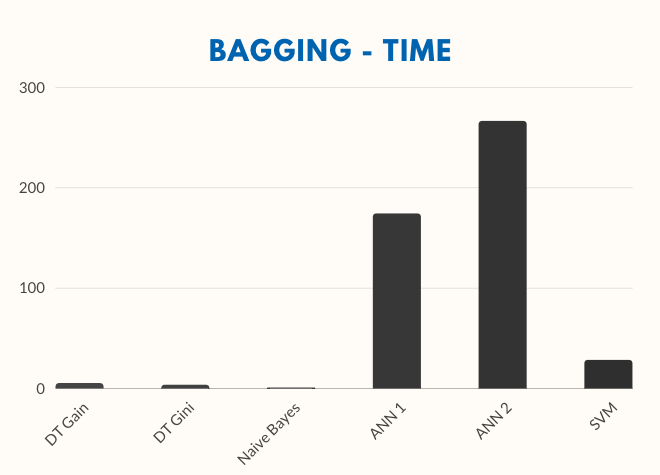 BAGGING - TIME
300
200
100
0
DT Gain
DT Gini
Naive Bayes
ANN 1
ANN 2
SVM